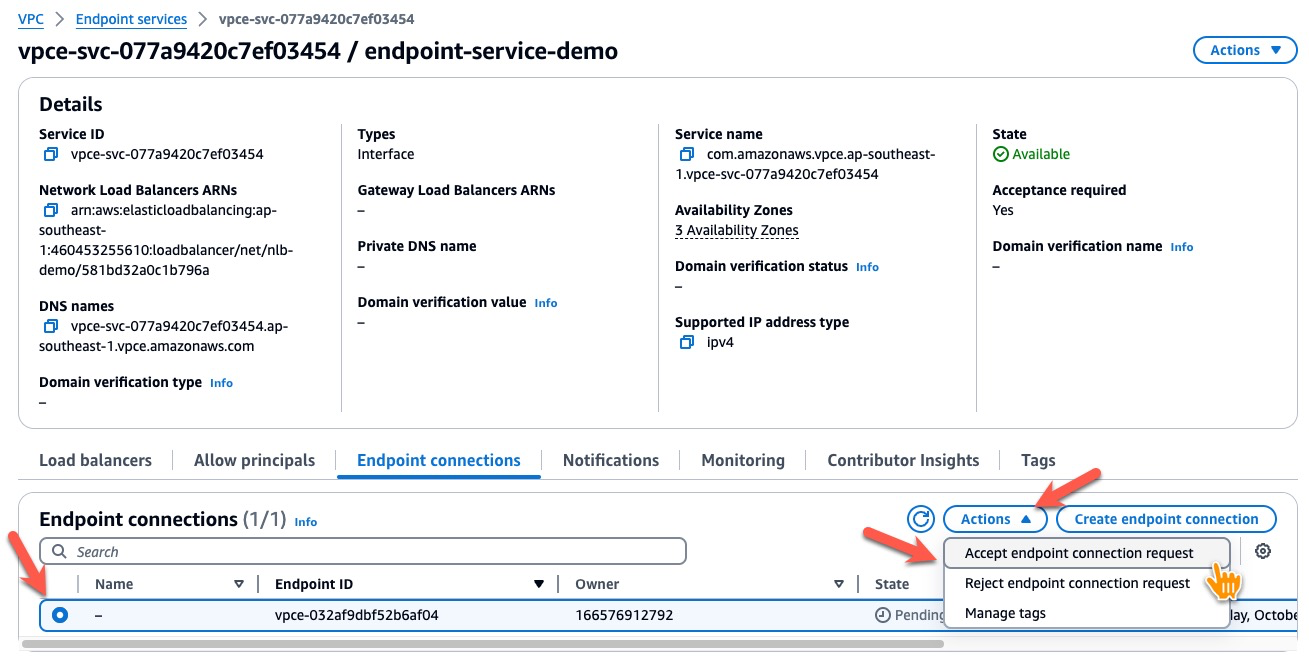 VPC > Endpoint services > vpce-svc-077a9420c7ef03454
vpce-svc-077a9420c7ef03454 / endpoint-service-demo
Actions
Details
Service ID
vpce-svc-077a9420c7ef03454
Network Load Balancers ARNs
arn:aws:elasticloadbalancing:ap-
southeast-
1:460453255610:loadbalancer/net/nlb-
demo/581bd32a0c1b796a
DNS names
vpce-svc-077a9420c7ef03454.ap-
southeast-1.vpce.amazonaws.com
Domain verification type Info
–
Types
Interface
Gateway Load Balancers ARNs
–
Private DNS name
–
Domain verification value Info
–
Service name
com.amazonaws.vpce.ap-southeast-
1.vpce-svc-077a9420c7ef03454
Availability Zones
3 Availability Zones
Domain verification status Info
–
Supported IP address type
ipv4
State
Available
Acceptance required
Yes
Domain verification name Info
–
Load balancers
Allow principals
Endpoint connections
Notifications
Monitoring
Contributor Insights
Tags
Endpoint connections (1/1) Info
Actions
Create endpoint connection
Search
Accept endpoint connection request
Reject endpoint connection request
Manage tags
Name Endpoint ID Owner State
– vpce-032af9dbf52b6af04 166576912792 Pending